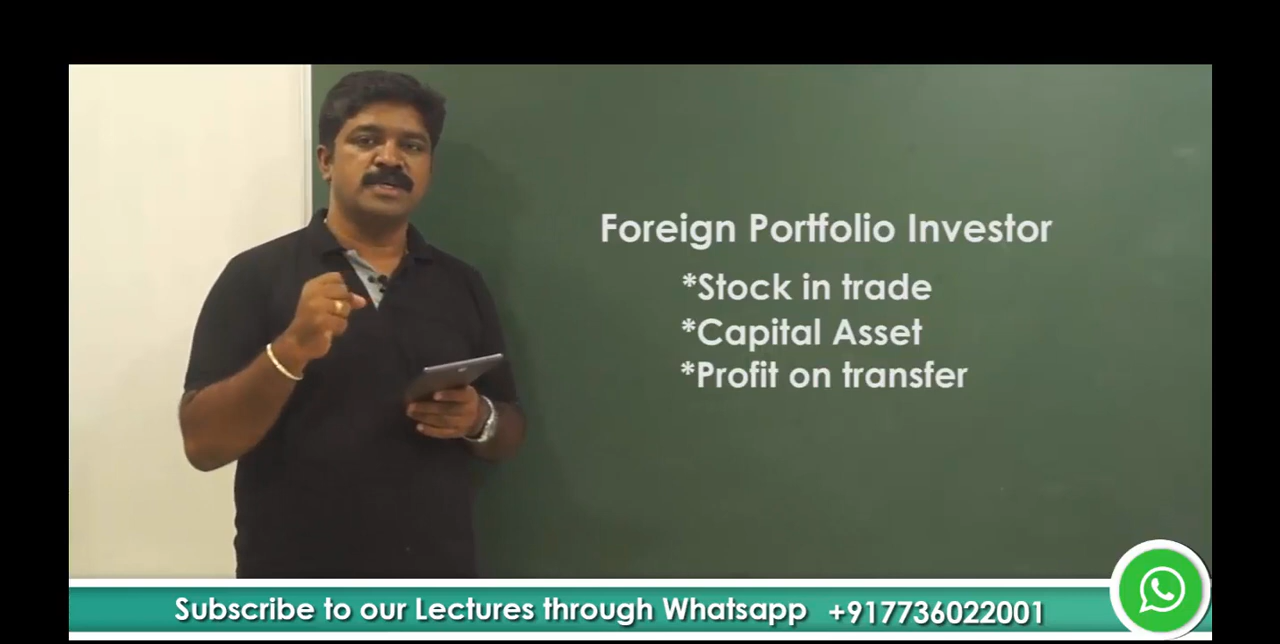 Foreign Portfolio Investor
*Stock in trade
*Capital Asset
*Profit on transfer
Subscribe to our Lectures through Whatsapp +917736022001